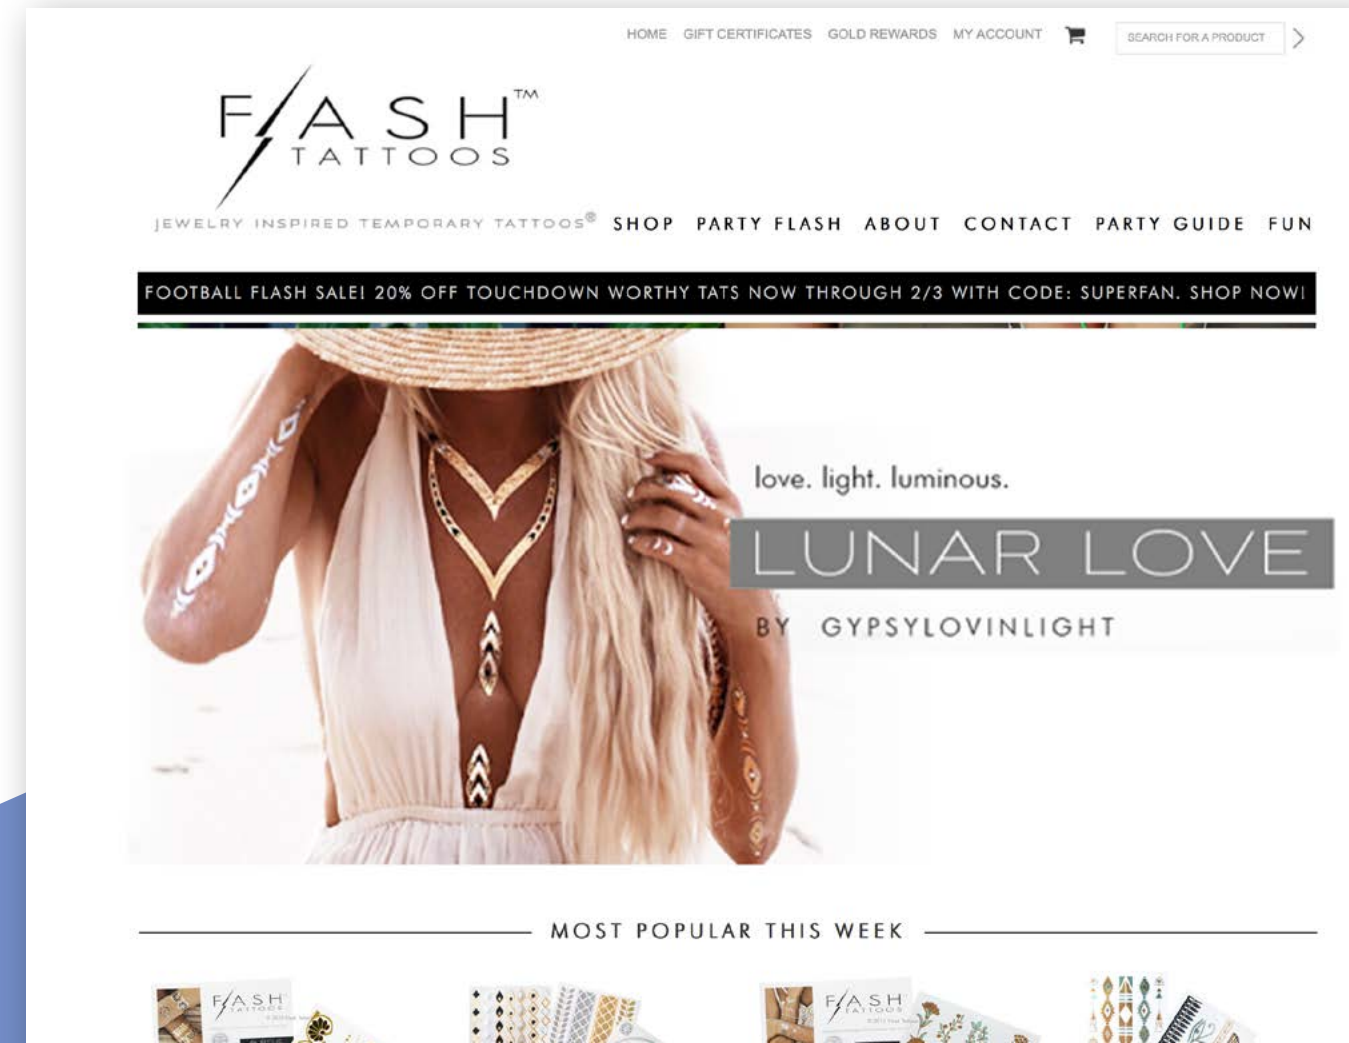 HOME GIFT CERTIFICATES GOLD REWARDS MY ACCOUNT SEARCH FOR A PRODUCT
FLASH™
TATTOOS
JEWELRY INSPIRED TEMPORARY TATTOOS®
SHOP PARTY FLASH ABOUT CONTACT PARTY GUIDE FUN
FOOTBALL FLASH SALE! 20% OFF TOUCHDOWN WORTHY TATS NOW THROUGH 2/3 WITH CODE: SUPERFAN. SHOP NOW!
love. light. luminous.
LUNAR LOVE
BY GYPSYLOVINLIGHT
MOST POPULAR THIS WEEK
FLASH
TATTOOS
FLASH
TATTOOS